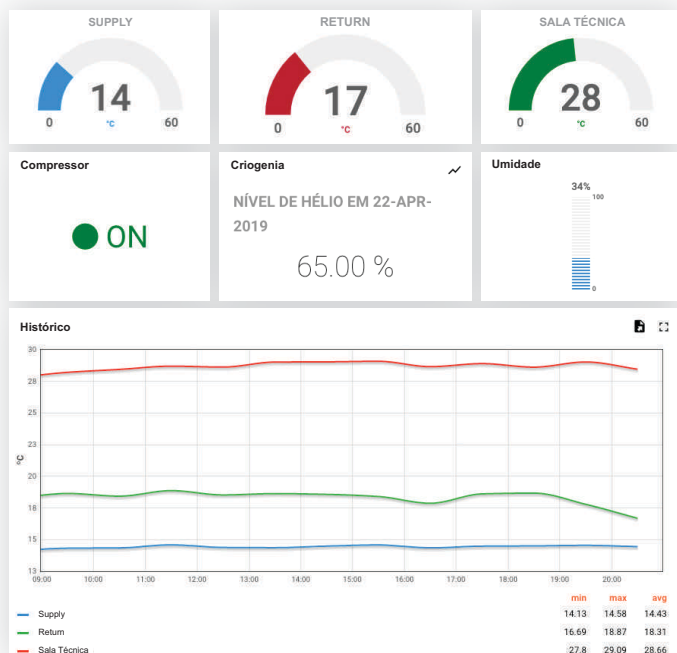 SUPPLY
14
0 °C 60
RETURN
17
0 °C 60
SALA TÉCNICA
28
0 °C 60
Compressor
ON
Criogenia
NÍVEL DE HÉLIO EM 22-APR-
2019
65.00 %
Umidade
34%
100
0
Histórico
30
28
25
23
20
18
15
13
°C
09:00 10:00 11:00 12:00 13:00 14:00 15:00 16:00 17:00 18:00 19:00 20:00
min max avg
Supply 14.13 14.58 14.43
Return 16.69 18.87 18.31
Sala Técnica 27.8 29.09 28.66